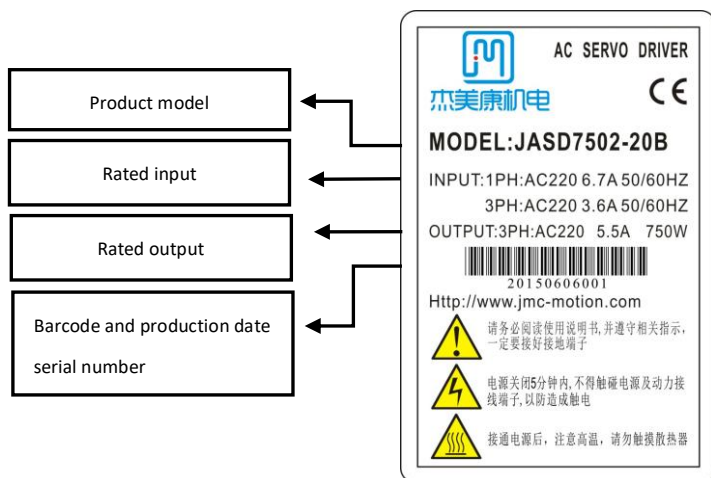 Product model
Rated input
Rated output
Barcode and production date
serial number
AC SERVO DRIVER
杰美康机电
CE
MODEL:JASD7502-20B
INPUT:1PH:AC220 6.7A 50/60HZ
3PH:AC220 3.6A 50/60HZ
OUTPUT:3PH:AC220 5.5A 750W
20150606001
Http://www.jmc-motion.com
请务必阅读使用说明书,并遵守相关指示,
一定要接好接地端子
电源关闭5分钟内,不得触碰电源及动力接
线端子,以防造成触电
接通电源后，注意高温，请勿触摸散热器